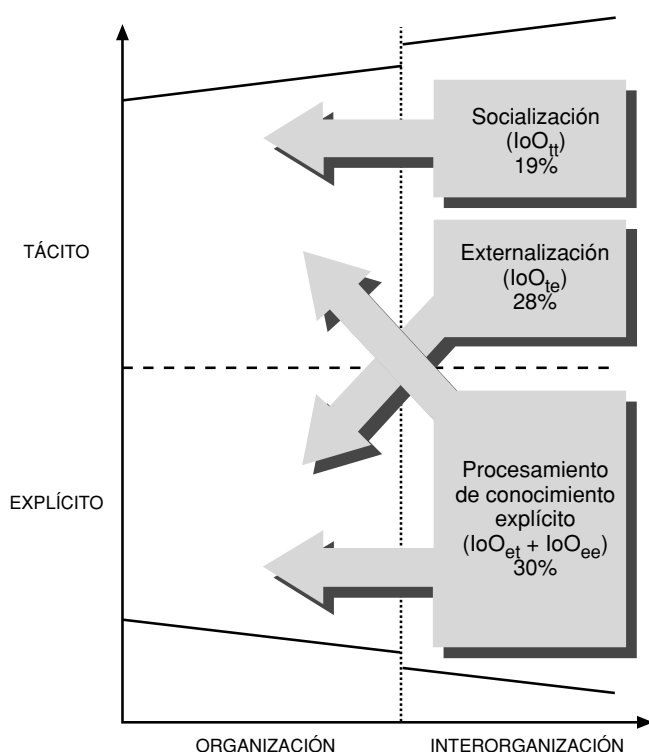 Socialización
(IoOtt)
19%
TÁCITO
Externalización
(IoOte)
28%
EXPLÍCITO
Procesamiento
de conocimiento
explícito
(IoOet + IoOee)
30%
ORGANIZACIÓN
INTERORGANIZACIÓN